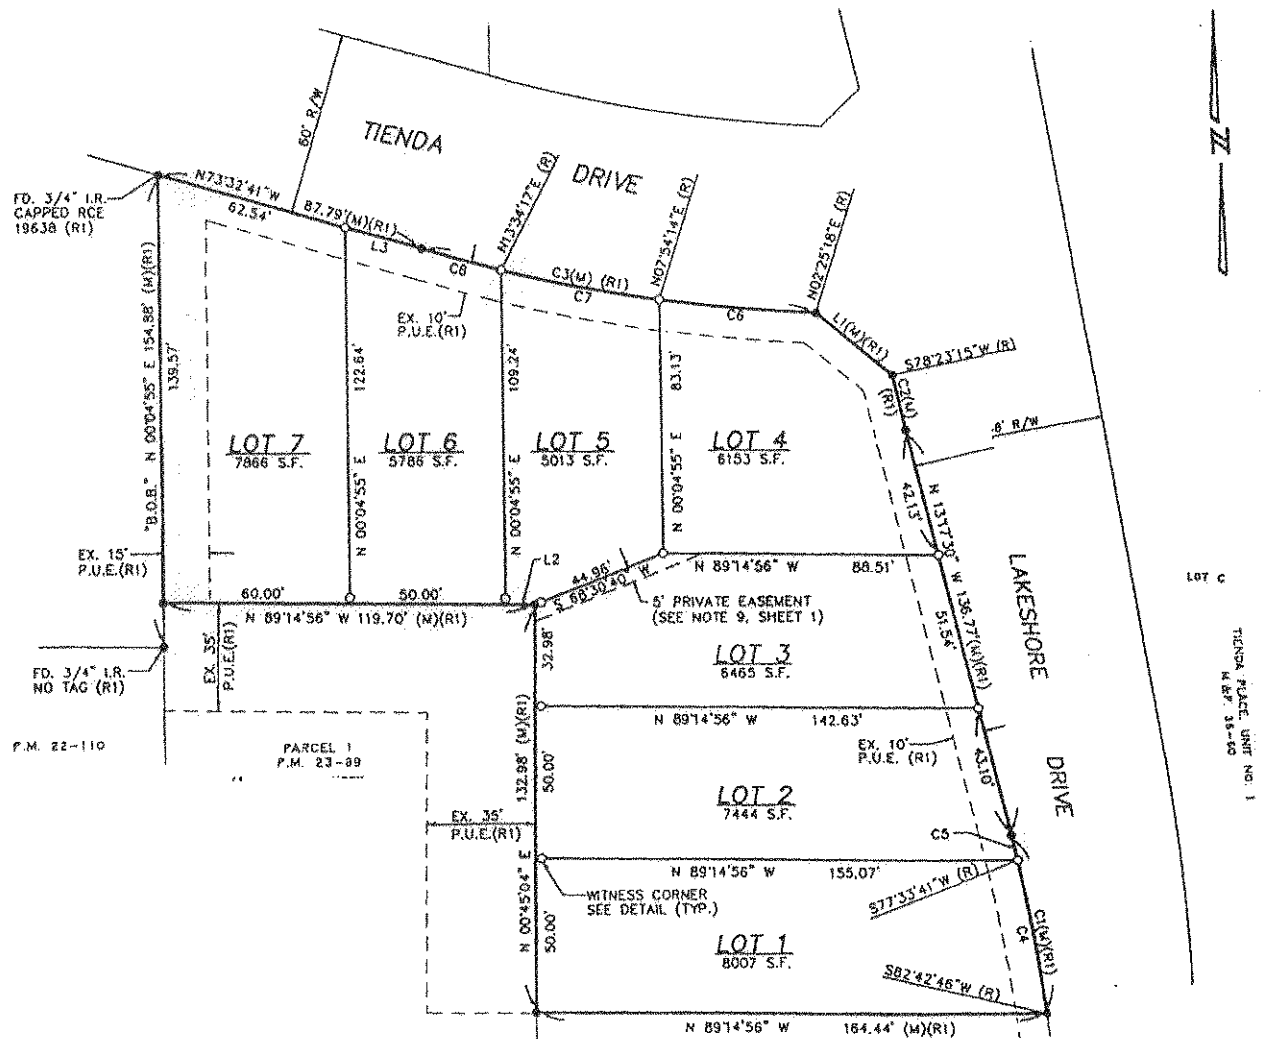 TIENDA
DRIVE
60' R/W
FD. 3/4" I.R.
CAPPED RCE
19638 (R1)
N73°32'41"W
62.54'
87.79'(M)(R1)
L3
C8
N13°34'17"E (R)
C3(M) (R1)
C7
N07°54'14"E (R)
C6
N02°25'18"E (R)
L1(M)(R1)
S78°23'15"W (R)
C2(M)
(R1)
R/W
EX. 10'
P.U.E.(R1)
"B.O.B." N 00°04'55" E 154.88' (M)(R1)
139.57'
122.64'
109.24'
83.13'
LOT 7
7866 S.F.
LOT 6
5786 S.F.
LOT 5
5013 S.F.
LOT 4
6153 S.F.
N 00°04'55" E
N 00°04'55" E
N 00°04'55" E
42.13'
N 13°17'30" W 136.77'(M)(R1)
51.54'
EX. 15'
P.U.E.(R1)
L2
60.00'
50.00'
N 89°14'56" W 119.70' (M)(R1)
44.96'
S 68°30'40" W
N 89°14'56" W 88.51'
5' PRIVATE EASEMENT
(SEE NOTE 9, SHEET 1)
LAKESHORE
DRIVE
LOT C
TIENDA PLACE, UNIT NO. 1
EX. 35'
P.U.E.(R1)
FD. 3/4" I.R.
NO TAG (R1)
32.98'
LOT 3
6465 S.F.
N 89°14'56" W 142.63'
P.M. 22-110
PARCEL 1
P.M. 23-89
132.98' (M)(R1)
50.00'
EX. 10'
P.U.E. (R1)
43.10'
LOT 2
7444 S.F.
EX. 35'
P.U.E.(R1)
C5
N 89°14'56" W 155.07'
WITNESS CORNER
SEE DETAIL (TYP.)
S77°33'41"W (R)
N 00°45'04" E
50.00'
LOT 1
8007 S.F.
C1(M)(R1)
C4
S82°42'46"W (R)
N 89°14'56" W 164.44' (M)(R1)